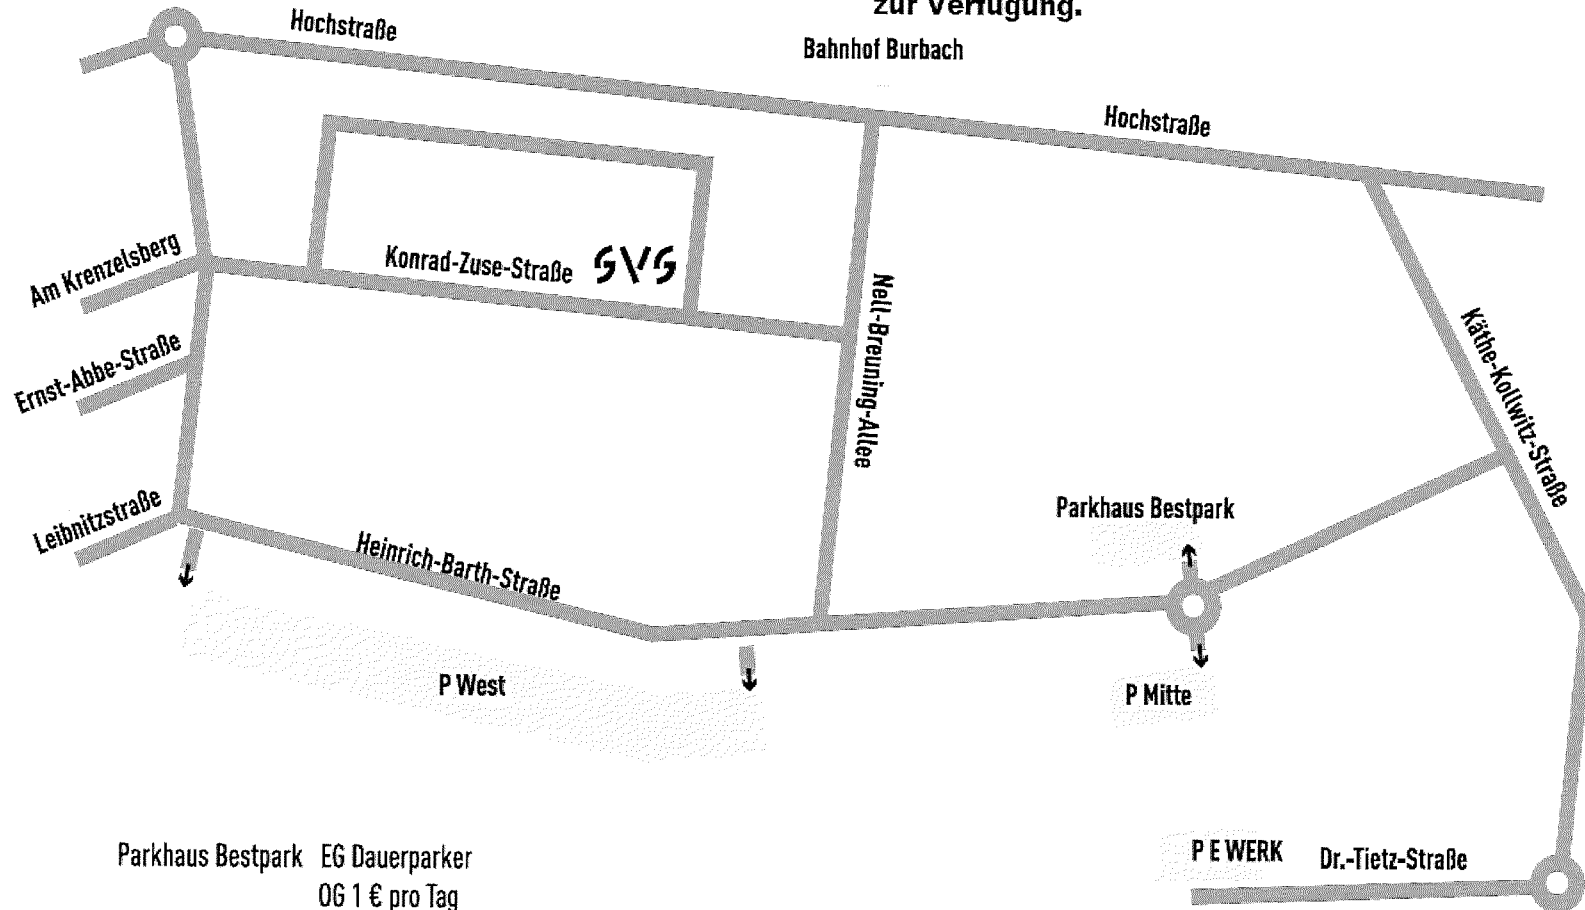 zur Verfügung.
Hochstraße
Bahnhof Burbach
Hochstraße
Konrad-Zuse-Straße SVS
Am Krenzelsberg
Nell-Breuning-Allee
Käthe-Kollwitz-Straße
Ernst-Abbe-Straße
Leibnitzstraße
Heinrich-Barth-Straße
Parkhaus Bestpark
P West
P Mitte
P E WERK
Dr.-Tietz-Straße
Parkhaus Bestpark EG Dauerparker
OG 1 € pro Tag